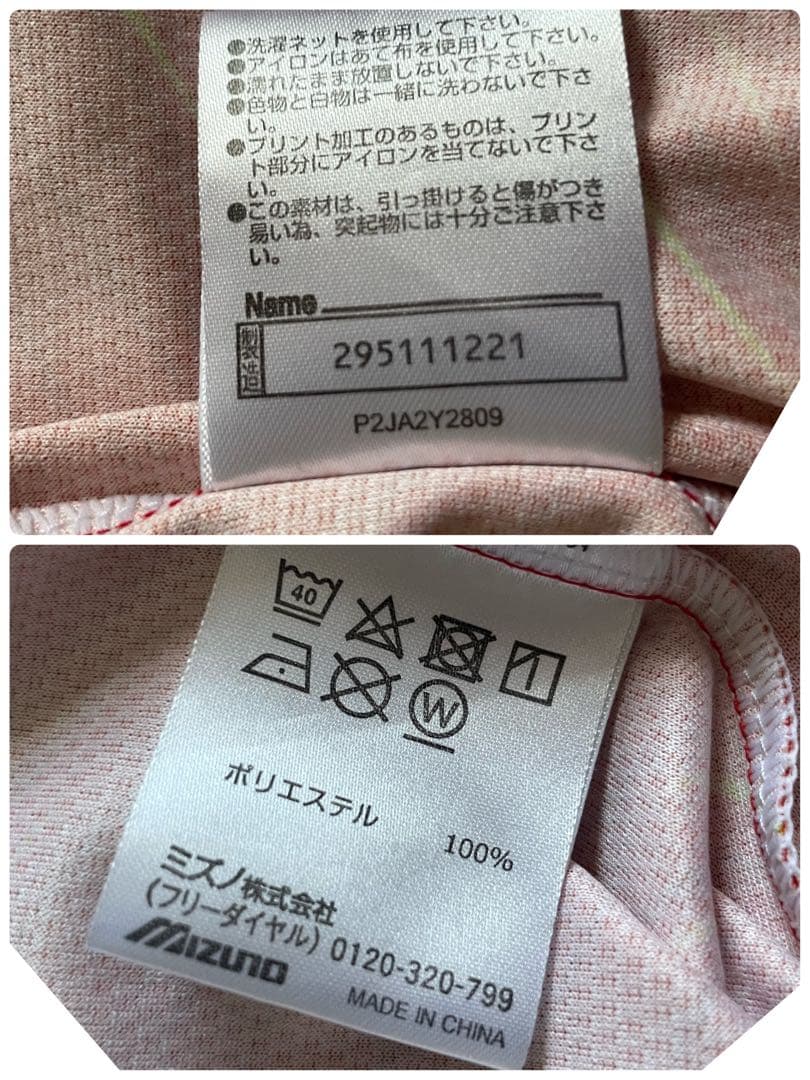 ●洗濯ネットを使用して下さい。
●アイロンはあて布を使用して下さい。
●濡れたまま放置しないで下さい。
●色物と白物は一緒に洗わないで下さ
い。
●プリント加工のあるものは、プリン
ト部分にアイロンを当てないで下さ
い。
●この素材は、引っ掛けると傷がつき
易い為、突起物には十分ご注意下さ
い。
Name
製造
295111221
P2JA2Y2809
40
W
ポリエステル 100%
ミズノ株式会社
(フリーダイヤル) 0120-320-799
MIZUNO
MADE IN CHINA